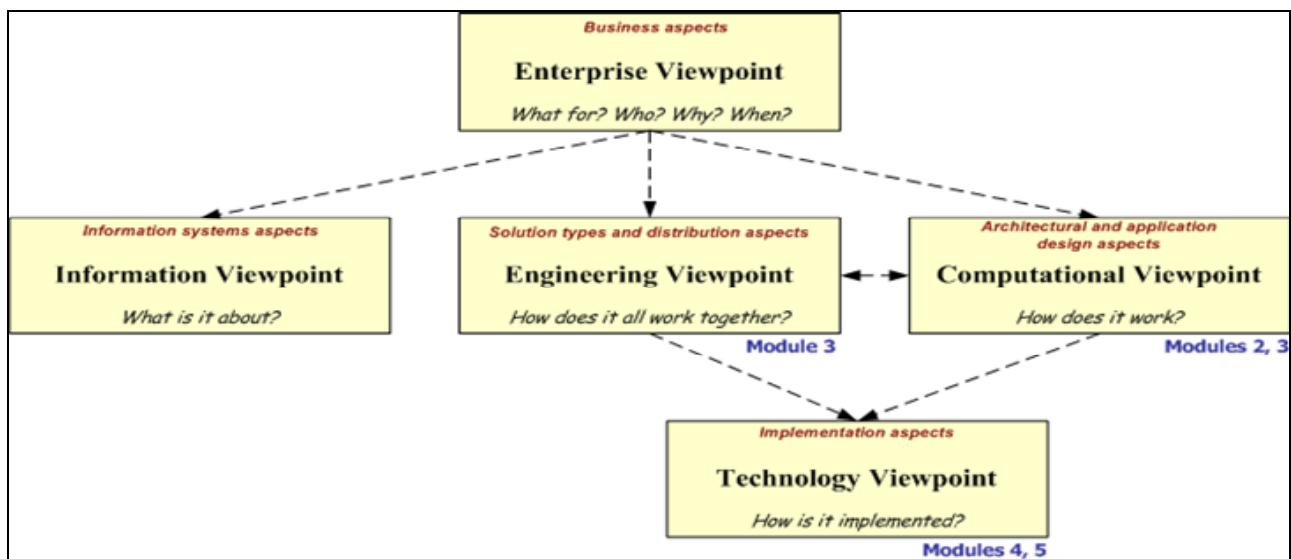 Business aspects
Enterprise Viewpoint
What for? Who? Why? When?
Information systems aspects
Information Viewpoint
What is it about?
Solution types and distribution aspects
Engineering Viewpoint
How does it all work together?
Module 3
Architectural and application
design aspects
Computational Viewpoint
How does it work?
Modules 2, 3
Implementation aspects
Technology Viewpoint
How is it implemented?
Modules 4, 5